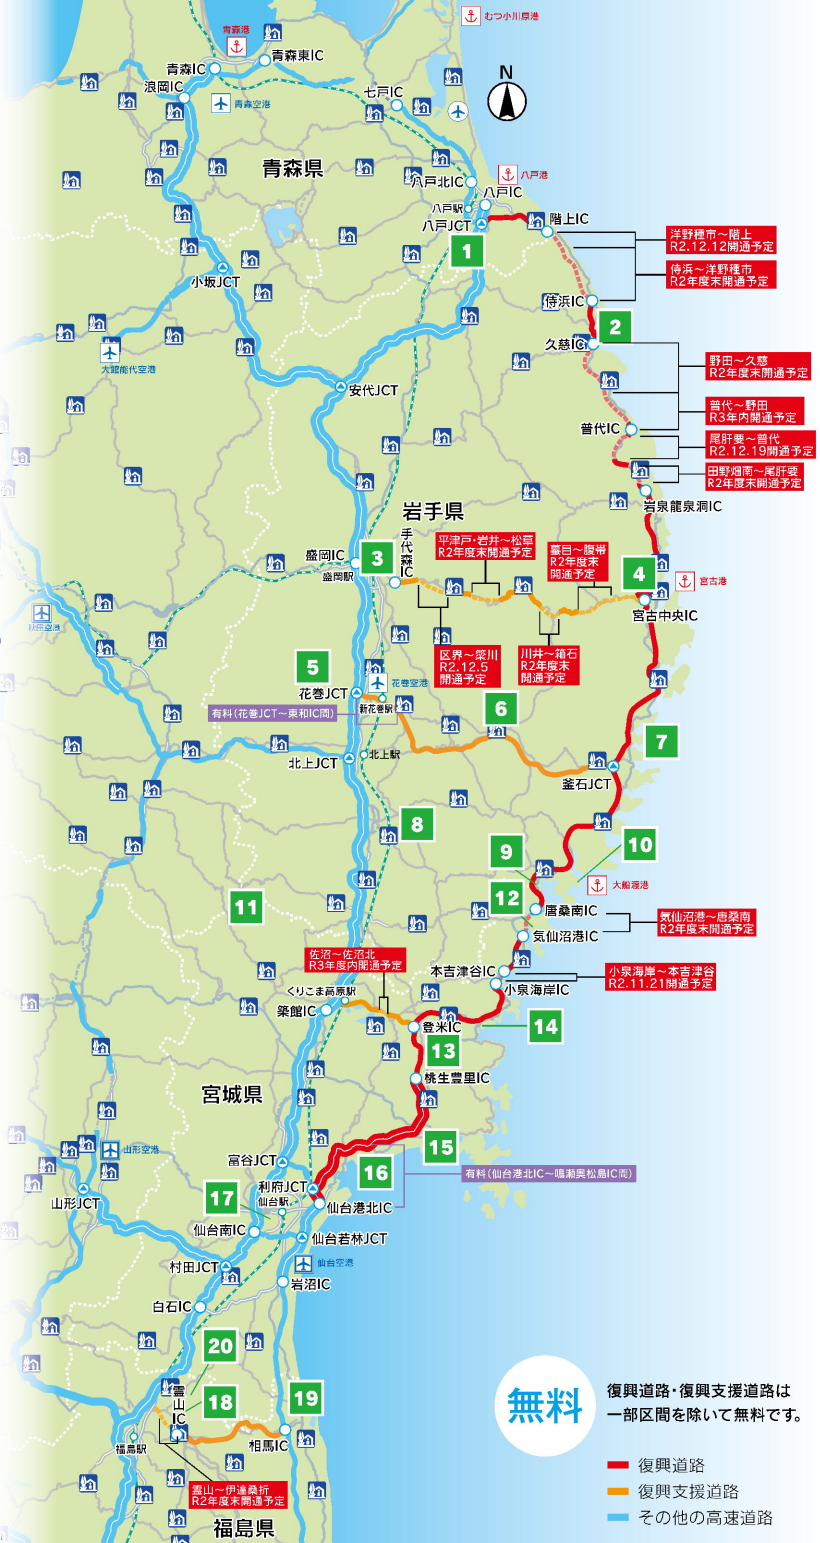 むつ小川原港
青森港
青森東IC
青森IC
浪岡IC
七戸IC
青森空港
N
青森県
八戸港
八戸北IC
八戸IC
八戸駅
八戸JCT
階上IC
1
洋野種市～階上
R2.12.12開通予定
侍浜～洋野種市
R2年度末開通予定
小坂JCT
侍浜IC
2
久慈IC
大館能代空港
野田～久慈
R2年度末開通予定
安代JCT
普代～野田
R3年内開通予定
普代IC
尾肝要～普代
R2.12.19開通予定
田野畑南～尾肝要
R2年度末開通予定
岩泉龍泉洞IC
岩手県
手代森IC
盛岡IC
盛岡駅
3
平津戸・岩井～松草
R2年度末開通予定
蟇目～腹帯
R2年度末
開通予定
4
宮古港
宮古中央IC
秋田空港
区界～簗川
R2.12.5
開通予定
川井～箱石
R2年度末
開通予定
5
花巻空港
花巻JCT
新花巻駅
有料(花巻JCT～東和IC間)
6
7
北上JCT
北上駅
釜石JCT
8
9
10
大船渡港
11
12
唐桑南IC
気仙沼港～唐桑南
R2年度末開通予定
気仙沼港IC
佐沼～佐沼北
R3年度内開通予定
本吉津谷IC
小泉海岸～本吉津谷
R2.11.21開通予定
小泉海岸IC
くりこま高原駅
築館IC
登米IC
14
13
桃生豊里IC
宮城県
15
山形空港
富谷JCT
16
有料(仙台港北IC～鳴瀬奥松島IC間)
利府JCT
仙台駅
17
山形JCT
仙台港北IC
仙台南IC
仙台若林JCT
村田JCT
仙台空港
岩沼IC
白石IC
20
霊山IC
18
19
福島駅
相馬IC
霊山～伊達桑折
R2年度末開通予定
福島県
無料
復興道路・復興支援道路は
一部区間を除いて無料です。
復興道路
復興支援道路
その他の高速道路